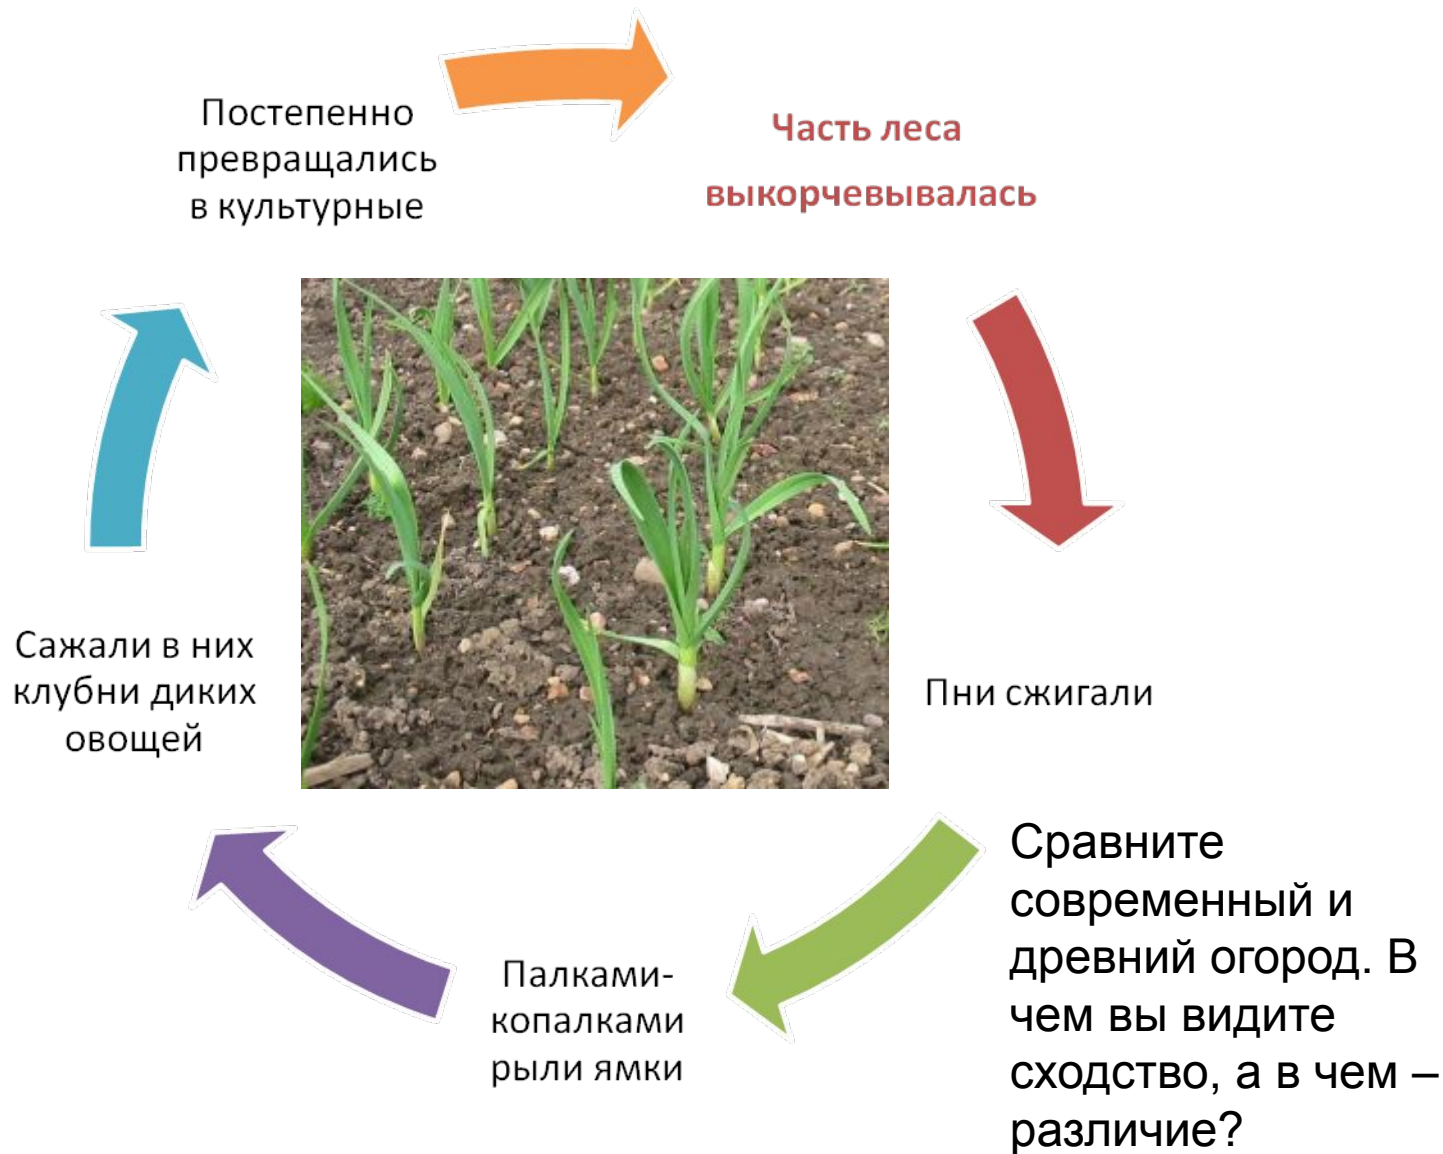 Постепенно
превращались
в культурные
Часть леса
выкорчевывалась
Пни сжигали
Палками-
копалками
рыли ямки
Сажали в них
клубни диких
овощей
Сравните
современный и
древний огород. В
чем вы видите
сходство, а в чем –
различие?